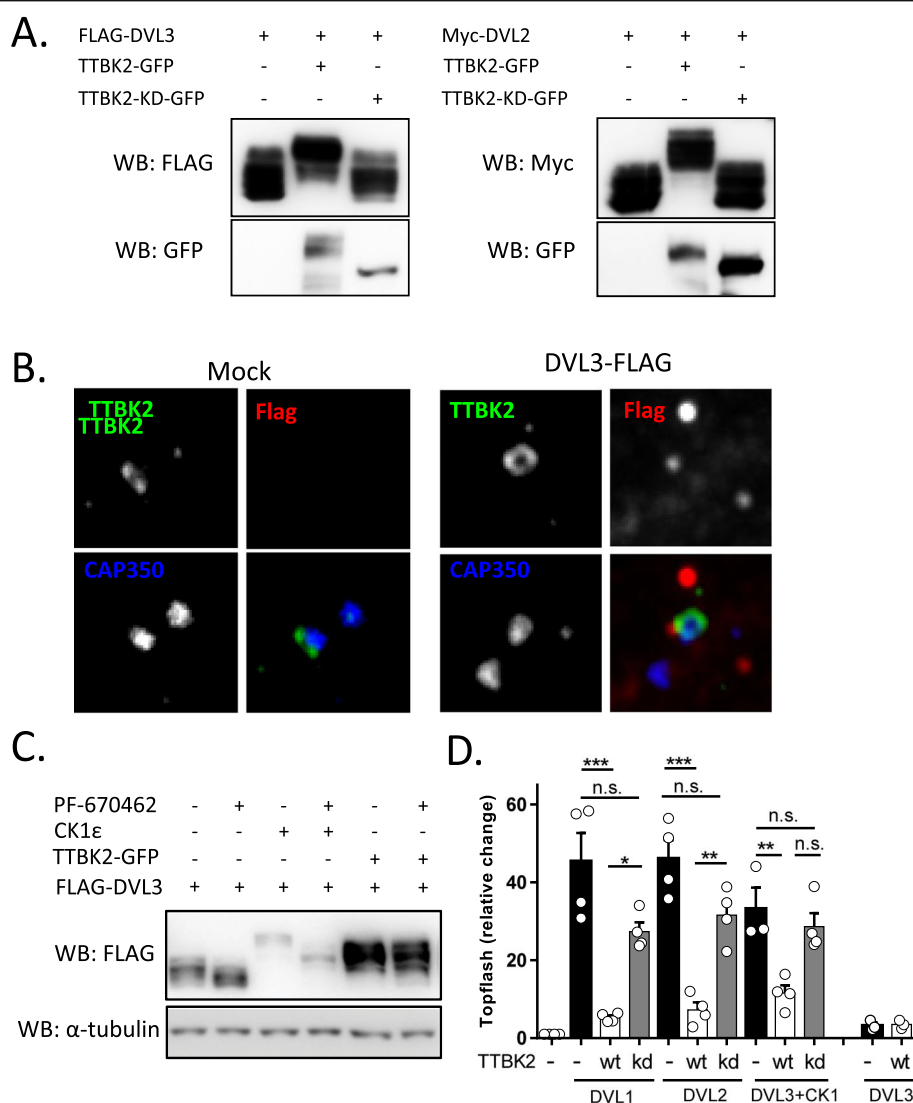 A.
FLAG-DVL3 + + +
TTBK2-GFP - + -
TTBK2-KD-GFP - - +
WB: FLAG
WB: GFP
Myc-DVL2 + + +
TTBK2-GFP - + -
TTBK2-KD-GFP - - +
WB: Myc
WB: GFP
B.
Mock
TTBK2
TTBK2
Flag
CAP350
DVL3-FLAG
TTBK2
Flag
CAP350
C.
PF-670462 - + - + - +
CK1ε - - + + - -
TTBK2-GFP - - - - + +
FLAG-DVL3 + + + + + +
WB: FLAG
WB: α-tubulin
D.
Topflash (relative change)
60
40
20
0
*** ***
n.s. n.s. n.s.
* ** ** n.s.
TTBK2 - - wt kd - wt kd - wt kd - wt
DVL1 DVL2 DVL3+CK1 DVL3